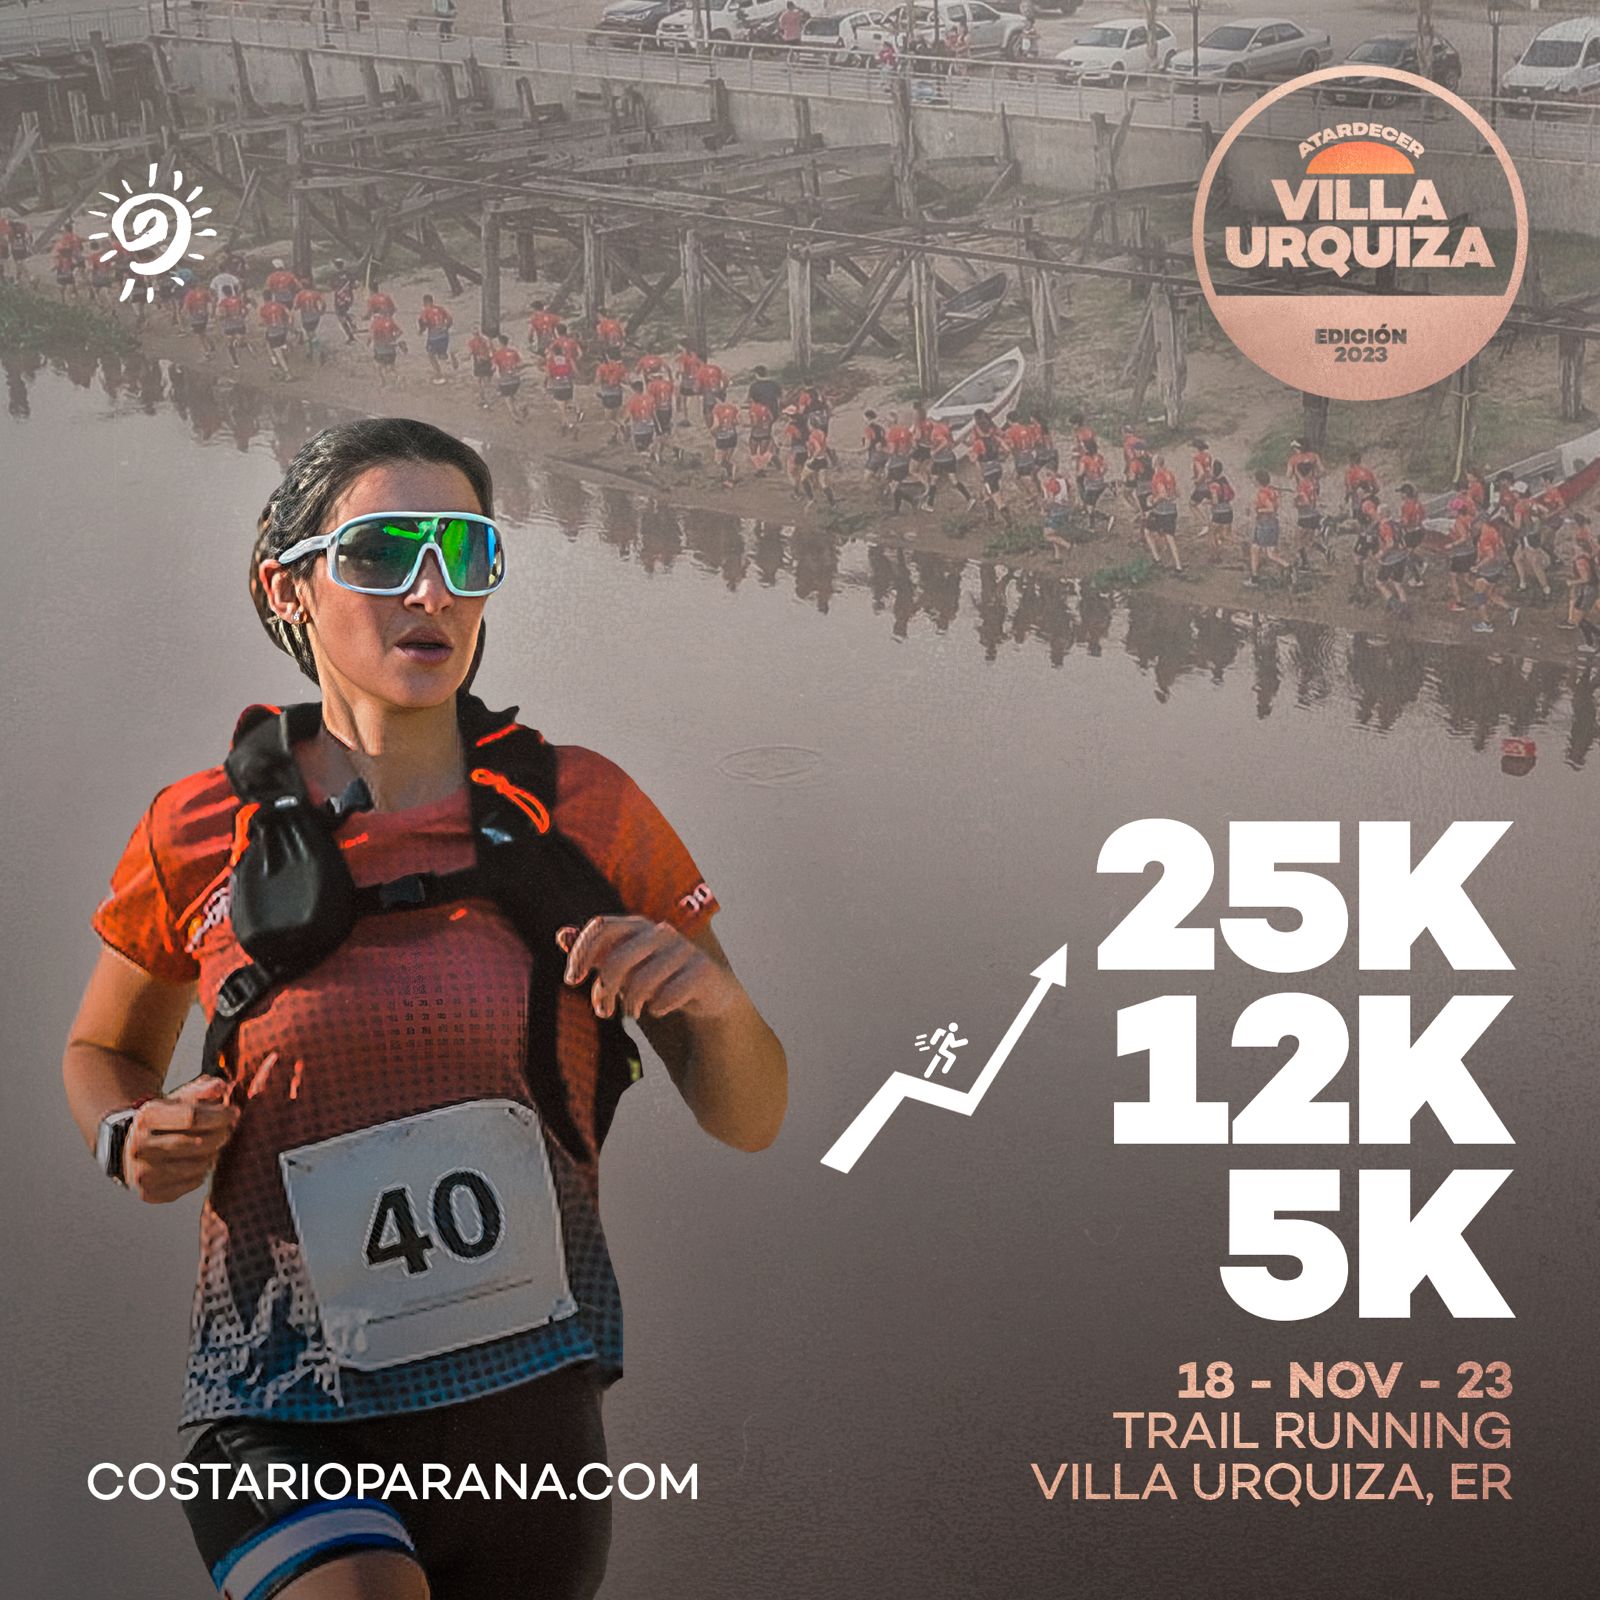 ATARDECER
VILLA
URQUIZA
EDICIÓN
2023
25K
12K
5K
40
18 - NOV - 23
TRAIL RUNNING
VILLA URQUIZA, ER
COSTARIOPARANA.COM